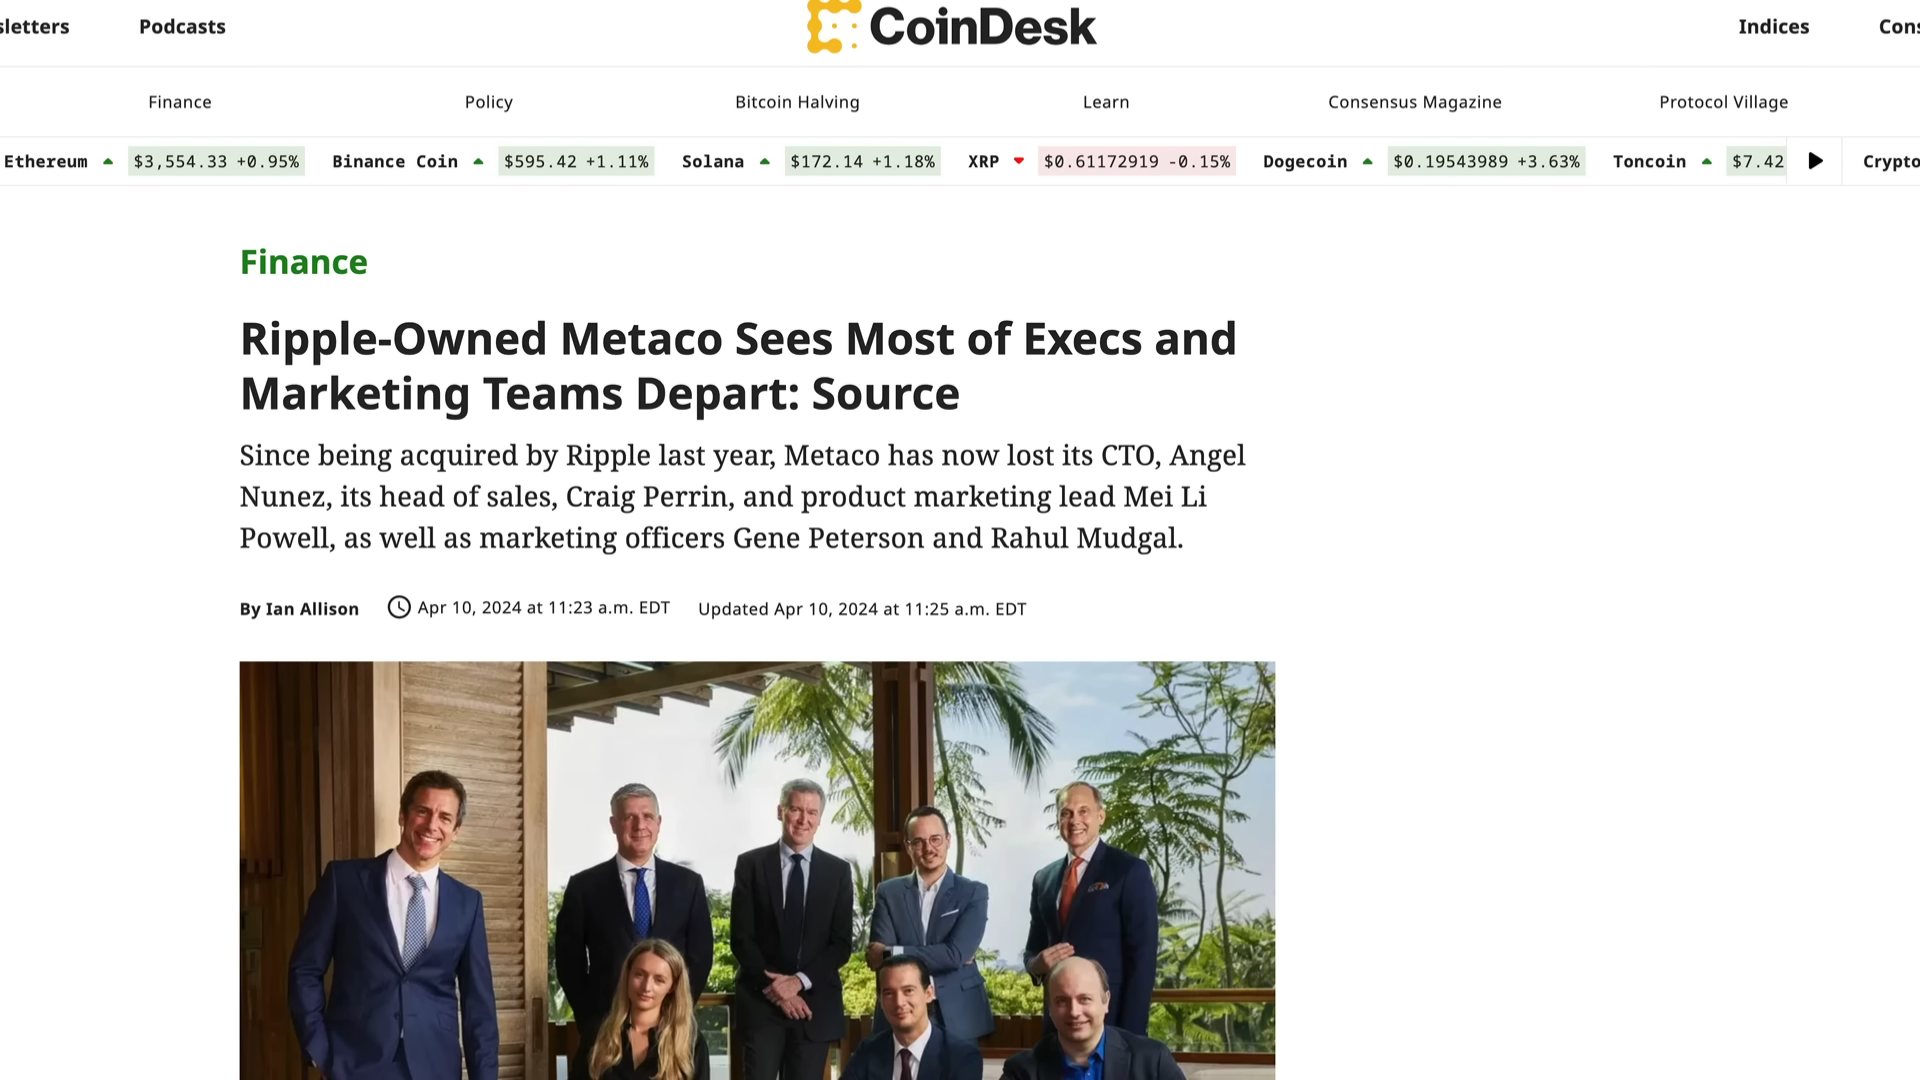 sletters Podcasts CoinDesk Indices Cons
Finance Policy Bitcoin Halving Learn Consensus Magazine Protocol Village
Ethereum $3,554.33 +0.95% Binance Coin $595.42 +1.11% Solana $172.14 +1.18% XRP $0.61172919 -0.15% Dogecoin $0.19543989 +3.63% Toncoin $7.42 Crypto
Finance
Ripple-Owned Metaco Sees Most of Execs and
Marketing Teams Depart: Source
Since being acquired by Ripple last year, Metaco has now lost its CTO, Angel
Nunez, its head of sales, Craig Perrin, and product marketing lead Mei Li
Powell, as well as marketing officers Gene Peterson and Rahul Mudgal.
By Ian Allison Apr 10, 2024 at 11:23 a.m. EDT Updated Apr 10, 2024 at 11:25 a.m. EDT